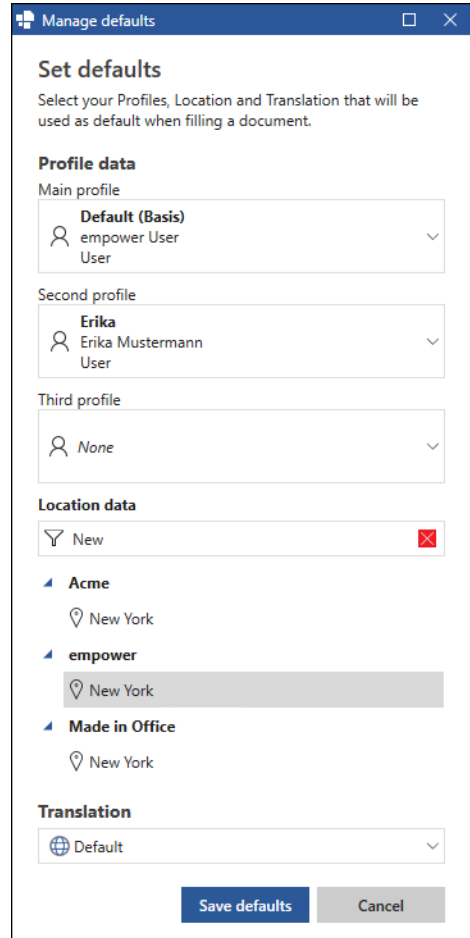 Manage defaults
Set defaults
Select your Profiles, Location and Translation that will be
used as default when filling a document.
Profile data
Main profile
Default (Basis)
empower User
User
Second profile
Erika
Erika Mustermann
User
Third profile
None
Location data
New
Acme
New York
empower
New York
Made in Office
New York
Translation
Default
Save defaults
Cancel